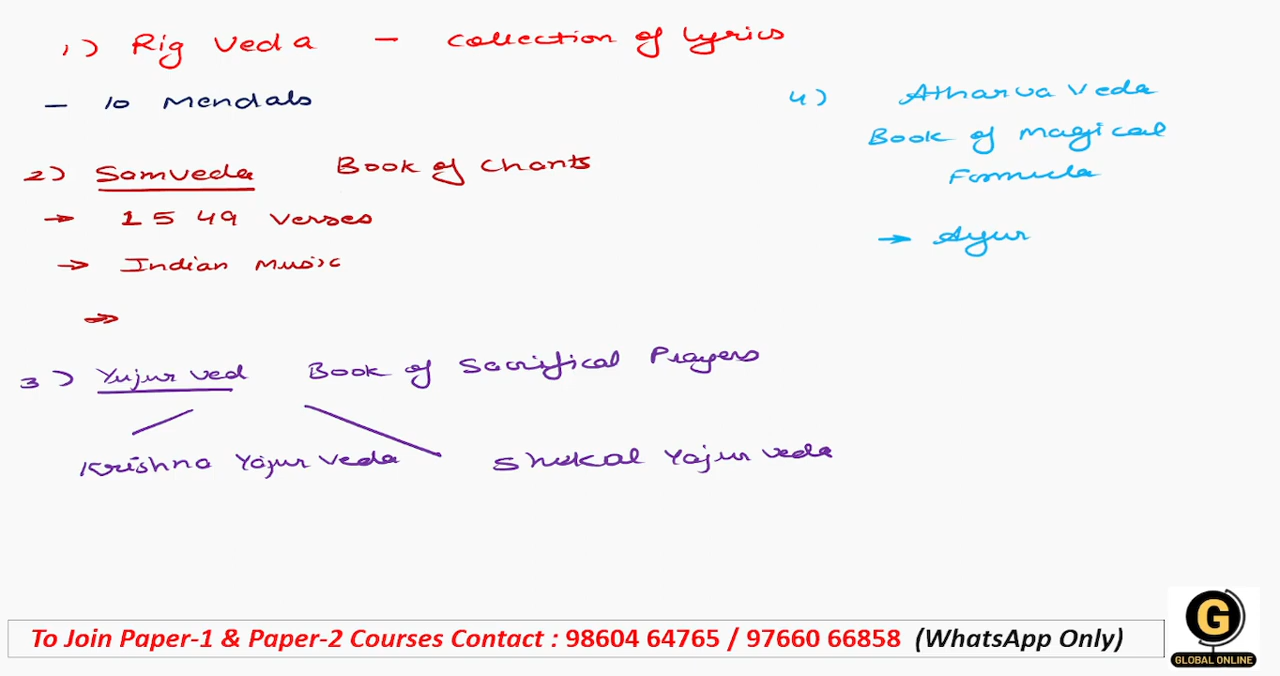 1.) Rig Veda - collection of lyrics
- 10 Mendals
2) Samveda Book of chants
→ 1549 verses
→ Indian Music
3) Yujur ved Book of Sacrifical Prayers
Krishna Yajur Veda Shukal Yajur veda
4) Atharva Veda
Book of magical
Formula
→ Ayur
To Join Paper-1 & Paper-2 Courses Contact : 98604 64765 / 97660 66858 (WhatsApp Only)
G
GLOBAL ONLINE